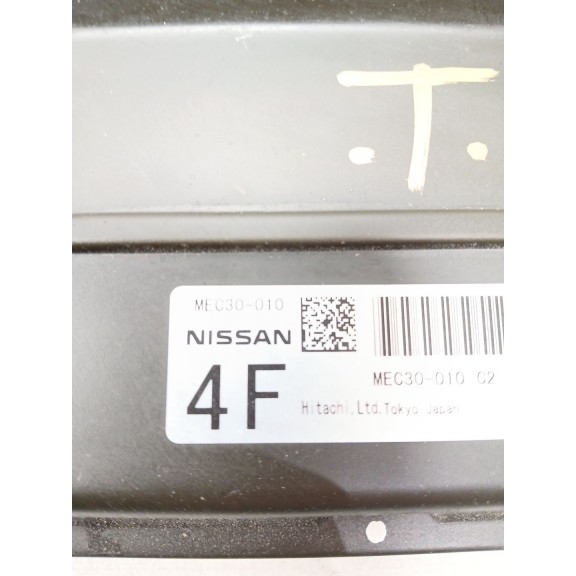 .T.
MEC30-010
NISSAN
4F
MEC30-010 C2
Hitachi,Ltd.Tokyo Japan